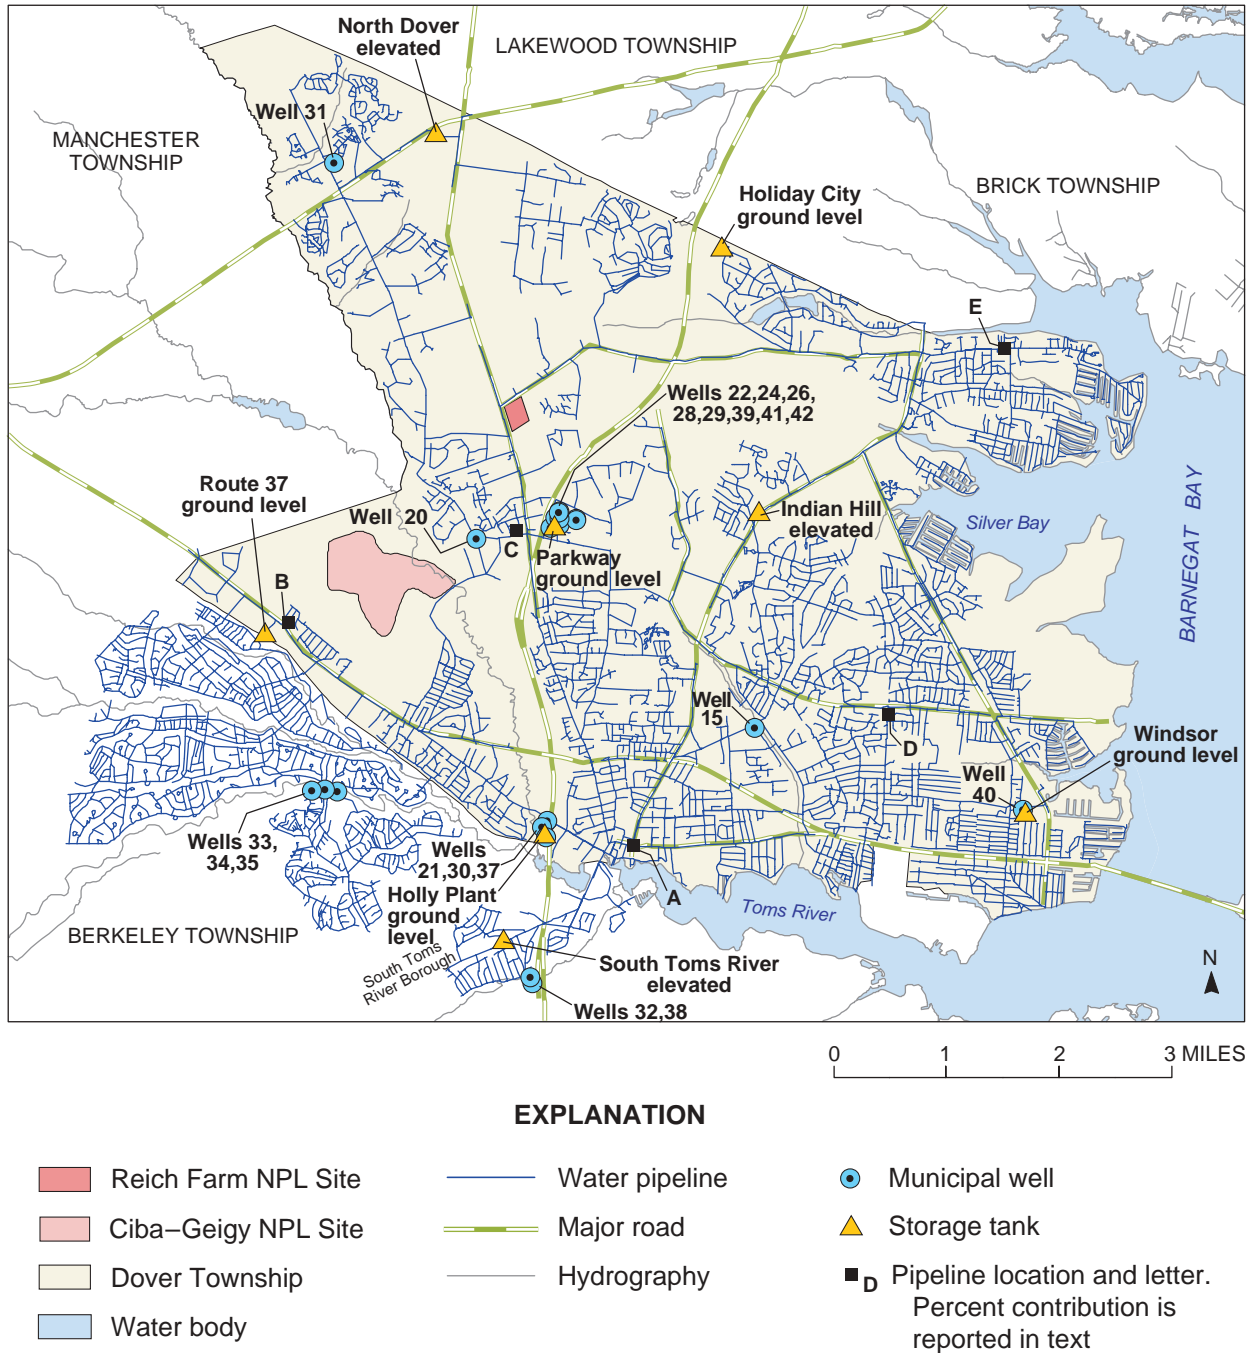 North Dover
elevated
LAKEWOOD TOWNSHIP
Well 31
MANCHESTER
TOWNSHIP
BRICK TOWNSHIP
Holiday City
ground level
E
Wells 22,24,26,
28,29,39,41,42
Route 37
ground level
Well 20
C
Parkway
ground level
Indian Hill
elevated
Silver Bay
BARNEGAT BAY
B
Well
15
D
Windsor
ground level
Well
40
Wells 33,
34,35
Wells
21,30,37
Holly Plant
ground
level
A
Toms River
BERKELEY TOWNSHIP
South Toms
River Borough
South Toms River
elevated
Wells 32,38
N
0 1 2 3 MILES
EXPLANATION
Reich Farm NPL Site
Ciba–Geigy NPL Site
Dover Township
Water body
Water pipeline
Major road
Hydrography
Municipal well
Storage tank
D Pipeline location and letter.
Percent contribution is
reported in text